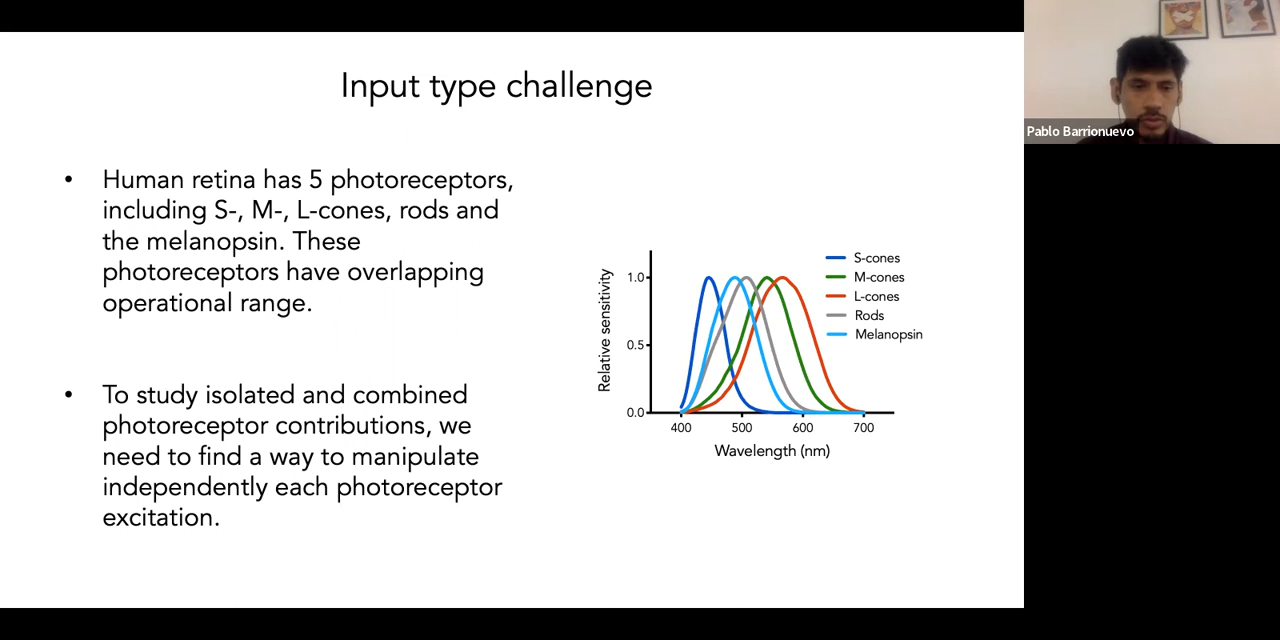 Input type challenge
• Human retina has 5 photoreceptors,
including S-, M-, L-cones, rods and
the melanopsin. These
photoreceptors have overlapping
operational range.
• To study isolated and combined
photoreceptor contributions, we
need to find a way to manipulate
independently each photoreceptor
excitation.
Relative sensitivity
1.0
0.5
0.0
400 500 600 700
Wavelength (nm)
S-cones
M-cones
L-cones
Rods
Melanopsin
Pablo Barrionuevo